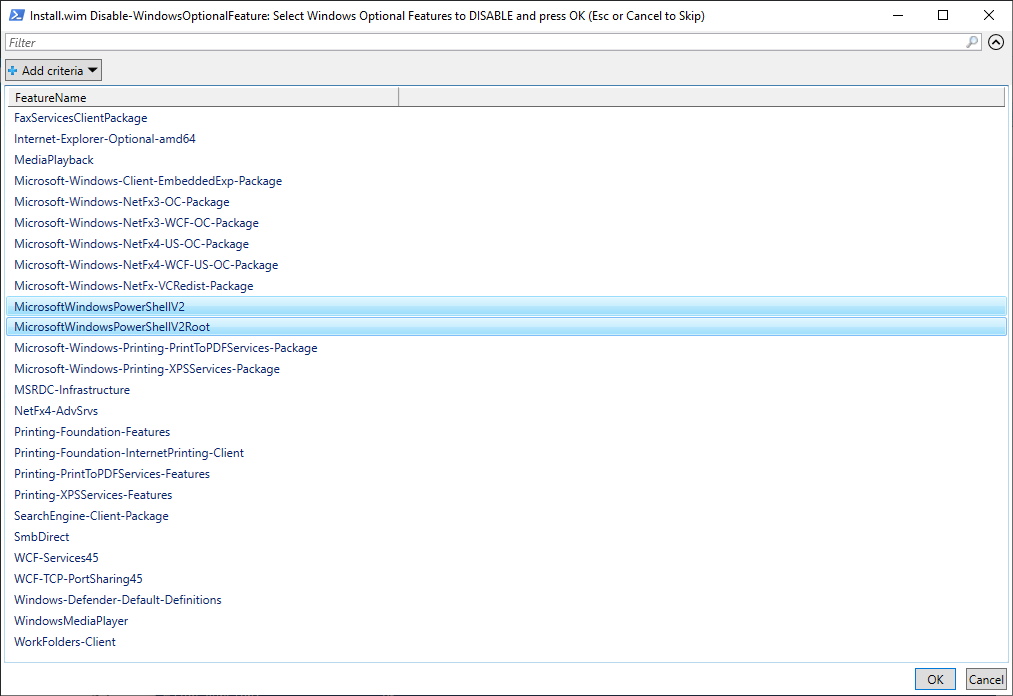 Install.wim Disable-WindowsOptionalFeature: Select Windows Optional Features to DISABLE and press OK (Esc or Cancel to Skip)
Filter
Add criteria
FeatureName
FaxServicesClientPackage
Internet-Explorer-Optional-amd64
MediaPlayback
Microsoft-Windows-Client-EmbeddedExp-Package
Microsoft-Windows-NetFx3-OC-Package
Microsoft-Windows-NetFx3-WCF-OC-Package
Microsoft-Windows-NetFx4-US-OC-Package
Microsoft-Windows-NetFx4-WCF-US-OC-Package
Microsoft-Windows-NetFx-VCRedist-Package
MicrosoftWindowsPowerShellV2
MicrosoftWindowsPowerShellV2Root
Microsoft-Windows-Printing-PrintToPDFServices-Package
Microsoft-Windows-Printing-XPSServices-Package
MSRDC-Infrastructure
NetFx4-AdvSrvs
Printing-Foundation-Features
Printing-Foundation-InternetPrinting-Client
Printing-PrintToPDFServices-Features
Printing-XPSServices-Features
SearchEngine-Client-Package
SmbDirect
WCF-Services45
WCF-TCP-PortSharing45
Windows-Defender-Default-Definitions
WindowsMediaPlayer
WorkFolders-Client
OK Cancel